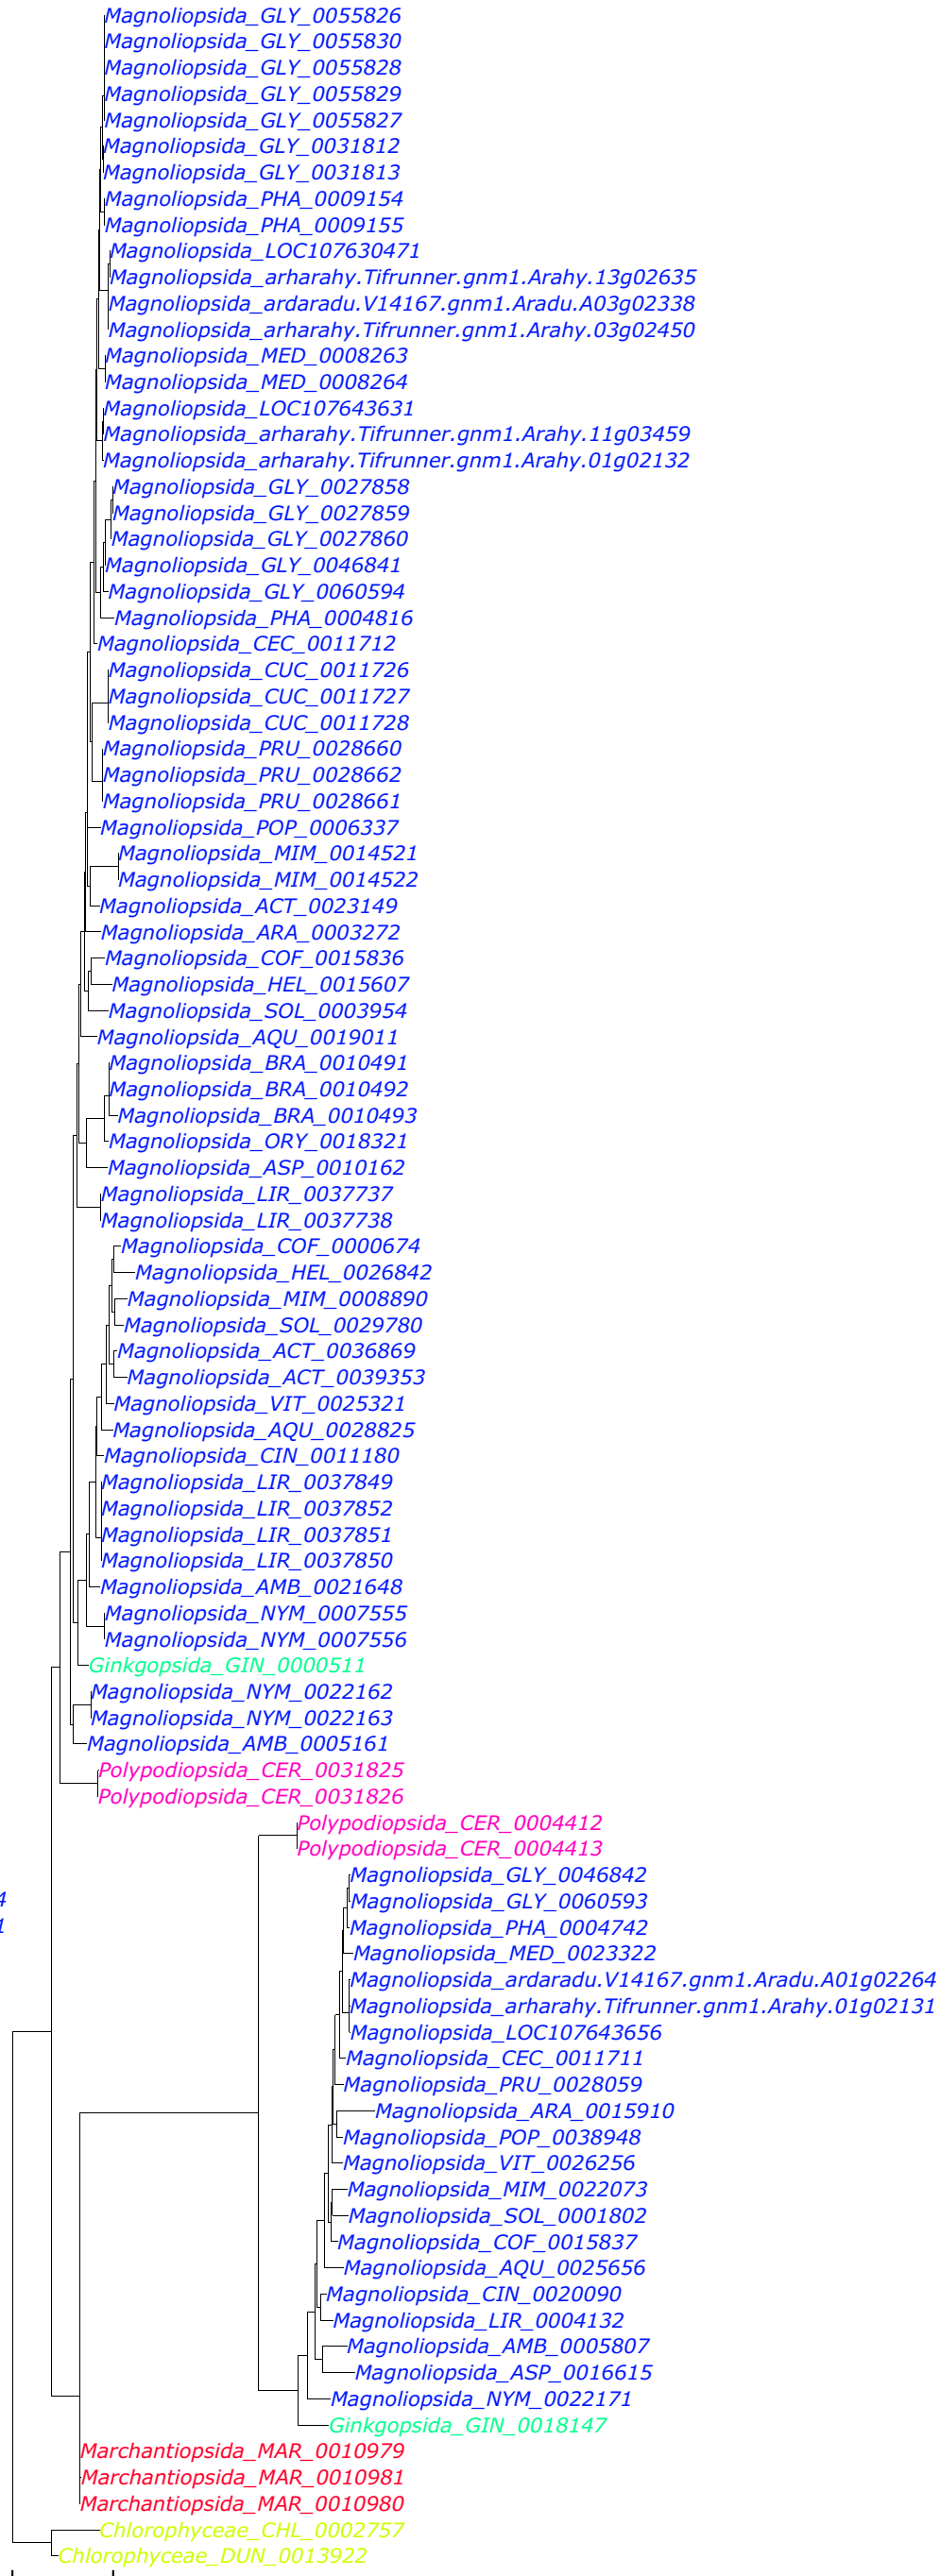 Magnoliopsida_GLY_0055826
Magnoliopsida_GLY_0055830
Magnoliopsida_GLY_0055828
Magnoliopsida_GLY_0055829
Magnoliopsida_GLY_0055827
Magnoliopsida_GLY_0031812
Magnoliopsida_GLY_0031813
Magnoliopsida_PHA_0009154
Magnoliopsida_PHA_0009155
Magnoliopsida_LOC107630471
Magnoliopsida_arharahy.Tifrunner.gnm1.Arahy.13g02635
Magnoliopsida_ardaradu.V14167.gnm1.Aradu.A03g02338
Magnoliopsida_arharahy.Tifrunner.gnm1.Arahy.03g02450
Magnoliopsida_MED_0008263
Magnoliopsida_MED_0008264
Magnoliopsida_LOC107643631
Magnoliopsida_arharahy.Tifrunner.gnm1.Arahy.11g03459
Magnoliopsida_arharahy.Tifrunner.gnm1.Arahy.01g02132
Magnoliopsida_GLY_0027858
Magnoliopsida_GLY_0027859
Magnoliopsida_GLY_0027860
Magnoliopsida_GLY_0046841
Magnoliopsida_GLY_0060594
Magnoliopsida_PHA_0004816
Magnoliopsida_CEC_0011712
Magnoliopsida_CUC_0011726
Magnoliopsida_CUC_0011727
Magnoliopsida_CUC_0011728
Magnoliopsida_PRU_0028660
Magnoliopsida_PRU_0028662
Magnoliopsida_PRU_0028661
Magnoliopsida_POP_0006337
Magnoliopsida_MIM_0014521
Magnoliopsida_MIM_0014522
Magnoliopsida_ACT_0023149
Magnoliopsida_ARA_0003272
Magnoliopsida_COF_0015836
Magnoliopsida_HEL_0015607
Magnoliopsida_SOL_0003954
Magnoliopsida_AQU_0019011
Magnoliopsida_BRA_0010491
Magnoliopsida_BRA_0010492
Magnoliopsida_BRA_0010493
Magnoliopsida_ORY_0018321
Magnoliopsida_ASP_0010162
Magnoliopsida_LIR_0037737
Magnoliopsida_LIR_0037738
Magnoliopsida_COF_0000674
Magnoliopsida_HEL_0026842
Magnoliopsida_MIM_0008890
Magnoliopsida_SOL_0029780
Magnoliopsida_ACT_0036869
Magnoliopsida_ACT_0039353
Magnoliopsida_VIT_0025321
Magnoliopsida_AQU_0028825
Magnoliopsida_CIN_0011180
Magnoliopsida_LIR_0037849
Magnoliopsida_LIR_0037852
Magnoliopsida_LIR_0037851
Magnoliopsida_LIR_0037850
Magnoliopsida_AMB_0021648
Magnoliopsida_NYM_0007555
Magnoliopsida_NYM_0007556
Ginkgopsida_GIN_0000511
Magnoliopsida_NYM_0022162
Magnoliopsida_NYM_0022163
Magnoliopsida_AMB_0005161
Polypodiopsida_CER_0031825
Polypodiopsida_CER_0031826
Polypodiopsida_CER_0004412
Polypodiopsida_CER_0004413
Magnoliopsida_GLY_0046842
4
Magnoliopsida_GLY_0060593
1
Magnoliopsida_PHA_0004742
Magnoliopsida_MED_0023322
Magnoliopsida_ardaradu.V14167.gnm1.Aradu.A01g02264
Magnoliopsida_arharahy.Tifrunner.gnm1.Arahy.01g02131
Magnoliopsida_LOC107643656
Magnoliopsida_CEC_0011711
Magnoliopsida_PRU_0028059
Magnoliopsida_ARA_0015910
Magnoliopsida_POP_0038948
Magnoliopsida_VIT_0026256
Magnoliopsida_MIM_0022073
Magnoliopsida_SOL_0001802
Magnoliopsida_COF_0015837
Magnoliopsida_AQU_0025656
Magnoliopsida_CIN_0020090
Magnoliopsida_LIR_0004132
Magnoliopsida_AMB_0005807
Magnoliopsida_ASP_0016615
Magnoliopsida_NYM_0022171
Ginkgopsida_GIN_0018147
Marchantiopsida_MAR_0010979
Marchantiopsida_MAR_0010981
Marchantiopsida_MAR_0010980
Chlorophyceae_CHL_0002757
Chlorophyceae_DUN_0013922